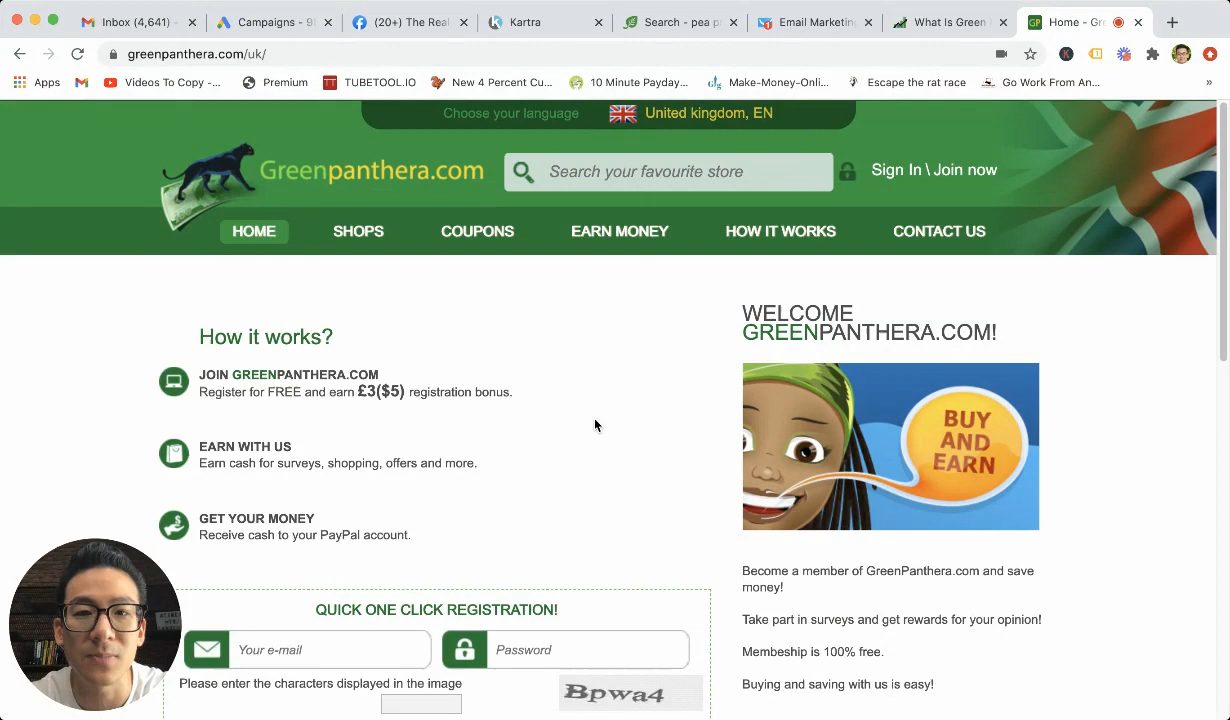 Inbox (4,641) -
Campaigns - 9
(20+) The Real
Kartra
Search - pea p
Email Marketing
What Is Green
Home - Gre
greenpanthera.com/uk/
Apps
Videos To Copy -...
Premium
TUBETOOL.IO
New 4 Percent Cu...
10 Minute Payday...
Make-Money-Onli...
Escape the rat race
Go Work From An...
»
Choose your language
United kingdom, EN
Greenpanthera.com
Search your favourite store
Sign In \ Join now
HOME
SHOPS
COUPONS
EARN MONEY
HOW IT WORKS
CONTACT US
How it works?
JOIN GREENPANTHERA.COM
Register for FREE and earn £3($5) registration bonus.
EARN WITH US
Earn cash for surveys, shopping, offers and more.
GET YOUR MONEY
Receive cash to your PayPal account.
QUICK ONE CLICK REGISTRATION!
Your e-mail
Password
Please enter the characters displayed in the image
Bpwa4
WELCOME
GREENPANTHERA.COM!
BUY
AND
EARN
Become a member of GreenPanthera.com and save
money!
Take part in surveys and get rewards for your opinion!
Membeship is 100% free.
Buying and saving with us is easy!